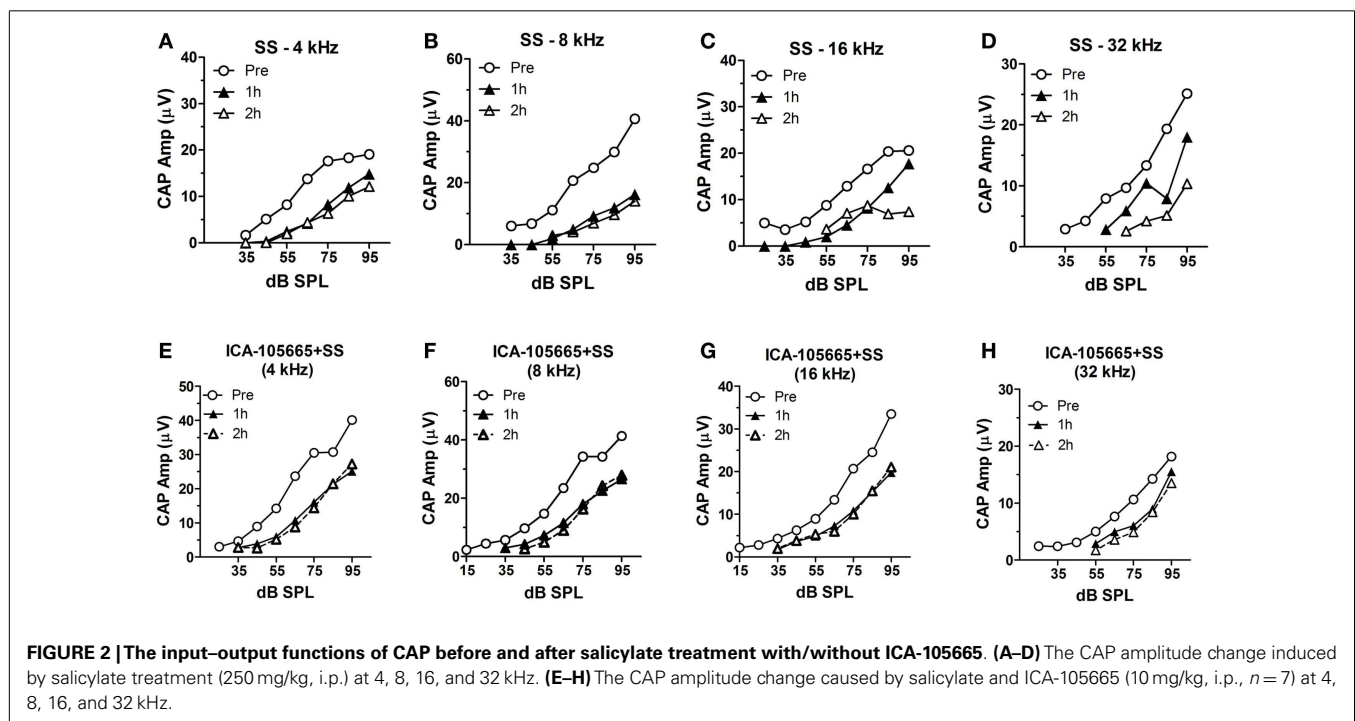 A
SS - 4 kHz
40
30
20
10
0
CAP Amp (μV)
Pre
1h
2h
35 55 75 95
dB SPL
B
SS - 8 kHz
60
40
20
0
CAP Amp (μV)
Pre
1h
2h
35 55 75 95
dB SPL
C
SS - 16 kHz
40
30
20
10
0
CAP Amp (μV)
Pre
1h
2h
35 55 75 95
dB SPL
D
SS - 32 kHz
30
20
10
0
CAP Amp (μV)
Pre
1h
2h
35 55 75 95
dB SPL
E
ICA-105665+SS
(4 kHz)
50
40
30
20
10
0
CAP Amp (μV)
Pre
1h
2h
35 55 75 95
dB SPL
F
ICA-105665+SS
(8 kHz)
60
40
20
0
CAP Amp (μV)
Pre
1h
2h
15 35 55 75 95
dB SPL
G
ICA-105665+SS
(16 kHz)
40
30
20
10
0
CAP Amp (μV)
Pre
1h
2h
15 35 55 75 95
dB SPL
H
ICA-105665+SS
(32 kHz)
30
20
10
0
CAP Amp (μV)
Pre
1h
2h
35 55 75 95
dB SPL
FIGURE 2 | The input–output functions of CAP before and after salicylate treatment with/without ICA-105665. (A–D) The CAP amplitude change induced
by salicylate treatment (250 mg/kg, i.p.) at 4, 8, 16, and 32 kHz. (E–H) The CAP amplitude change caused by salicylate and ICA-105665 (10 mg/kg, i.p., n = 7) at 4,
8, 16, and 32 kHz.